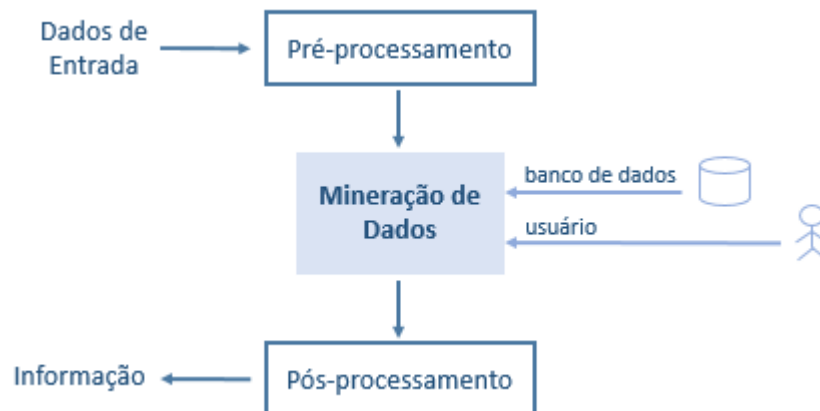 Dados de
Entrada
Pré-processamento
Mineração de
Dados
banco de dados
usuário
Informação
Pós-processamento